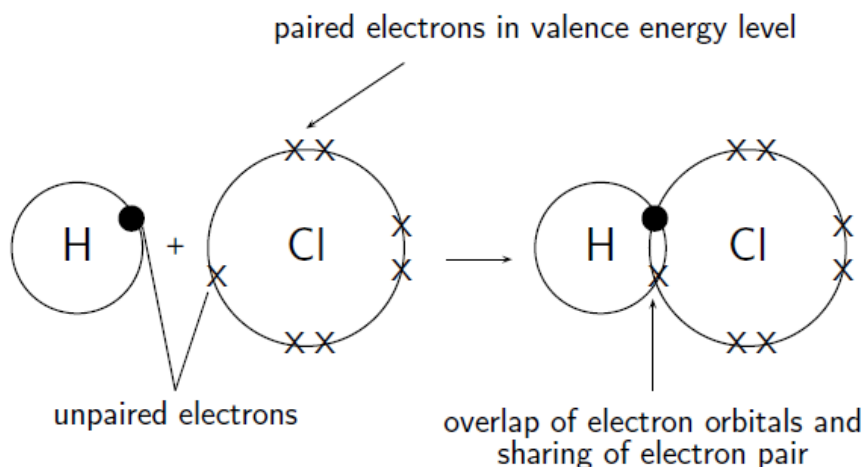 paired electrons in valence energy level
X X X X
H + Cl H Cl
X X
X X
X X
X X X X
unpaired electrons
overlap of electron orbitals and
sharing of electron pair